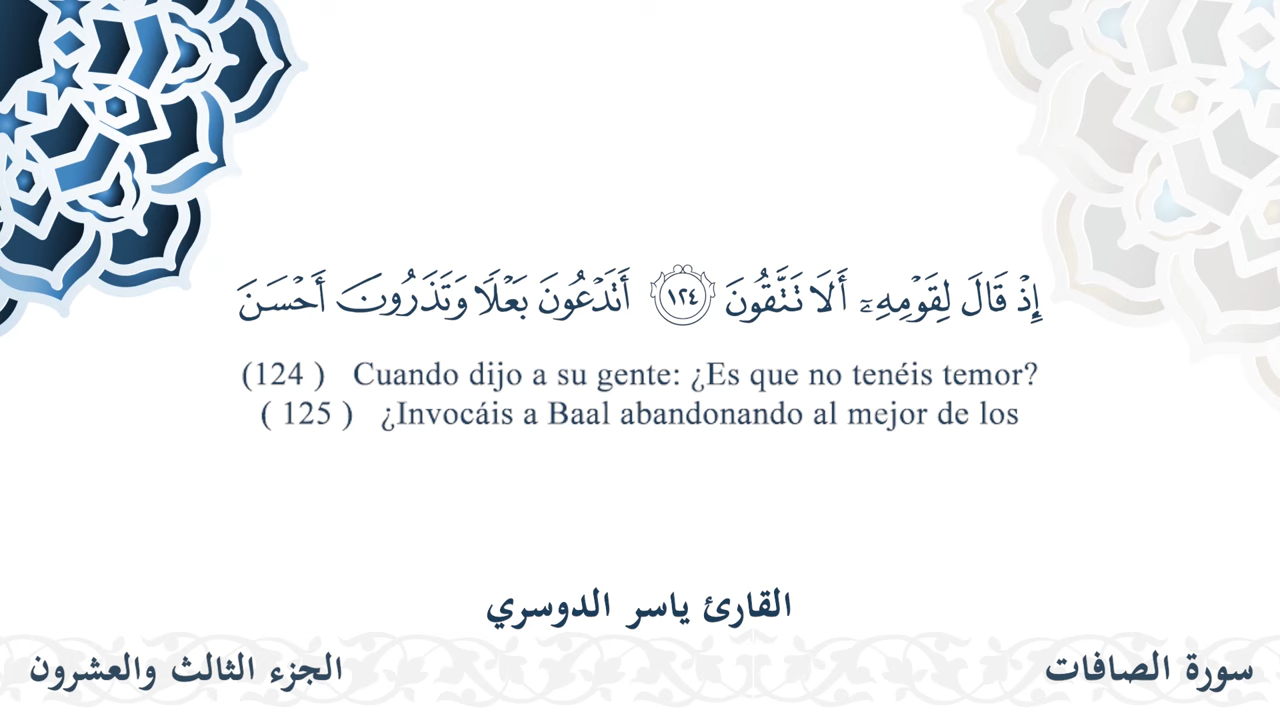 إِذْ قَالَ لِقَوْمِهِۦٓ أَلَا تَتَّقُونَ ١٢٤ أَتَدْعُونَ بَعْلًا وَتَذَرُونَ أَحْسَنَ
(124 ) Cuando dijo a su gente: ¿Es que no tenéis temor?
( 125 ) ¿Invocáis a Baal abandonando al mejor de los
القارئ ياسر الدوسري
سورة الصافات
الجزء الثالث والعشرون